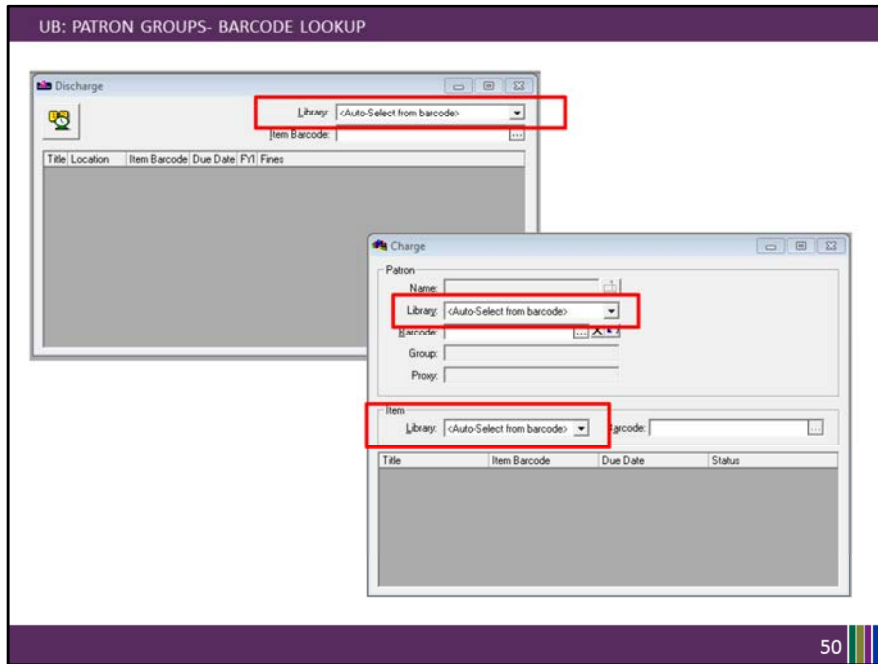 UB: PATRON GROUPS- BARCODE LOOKUP
Discharge
Library: <Auto-Select from barcode>
Item Barcode:
Title Location Item Barcode Due Date FYI Fines
Charge
Patron
Name:
Library: <Auto-Select from barcode>
Barcode:
Group:
Proxy:
Item
Library: <Auto-Select from barcode> Barcode:
Title Item Barcode Due Date Status
50